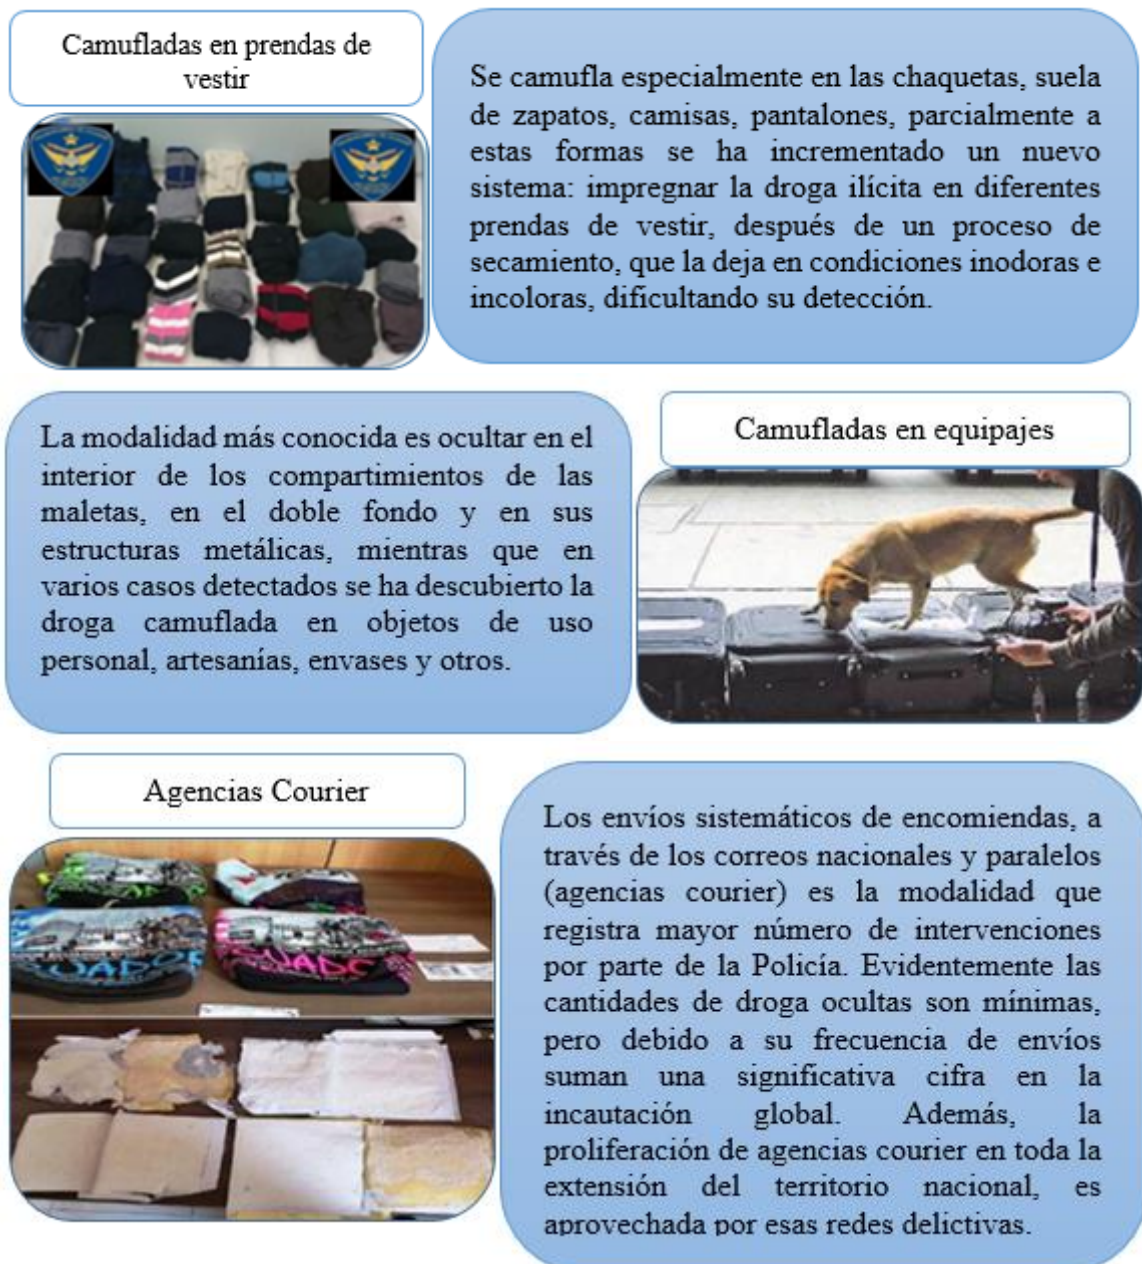 Camufladas en prendas de
vestir
Se camufla especialmente en las chaquetas, suela
de zapatos, camisas, pantalones, parcialmente a
estas formas se ha incrementado un nuevo
sistema: impregnar la droga ilícita en diferentes
prendas de vestir, después de un proceso de
secamiento, que la deja en condiciones inodoras e
incoloras, dificultando su detección.
La modalidad más conocida es ocultar en el
interior de los compartimientos de las
maletas, en el doble fondo y en sus
estructuras metálicas, mientras que en
varios casos detectados se ha descubierto la
droga camuflada en objetos de uso
personal, artesanías, envases y otros.
Camufladas en equipajes
Agencias Courier
Los envíos sistemáticos de encomiendas, a
través de los correos nacionales y paralelos
(agencias courier) es la modalidad que
registra mayor número de intervenciones
por parte de la Policía. Evidentemente las
cantidades de droga ocultas son mínimas,
pero debido a su frecuencia de envíos
suman una significativa cifra en la
incautación global. Además, la
proliferación de agencias courier en toda la
extensión del territorio nacional, es
aprovechada por esas redes delictivas.